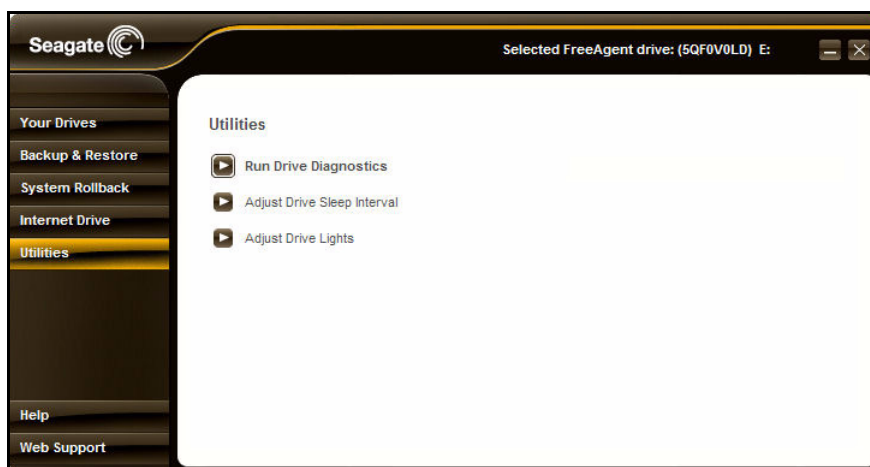 Seagate
Selected FreeAgent drive: (5QF0V0LD) E:
Your Drives
Backup & Restore
System Rollback
Internet Drive
Utilities
Help
Web Support
Utilities
Run Drive Diagnostics
Adjust Drive Sleep Interval
Adjust Drive Lights